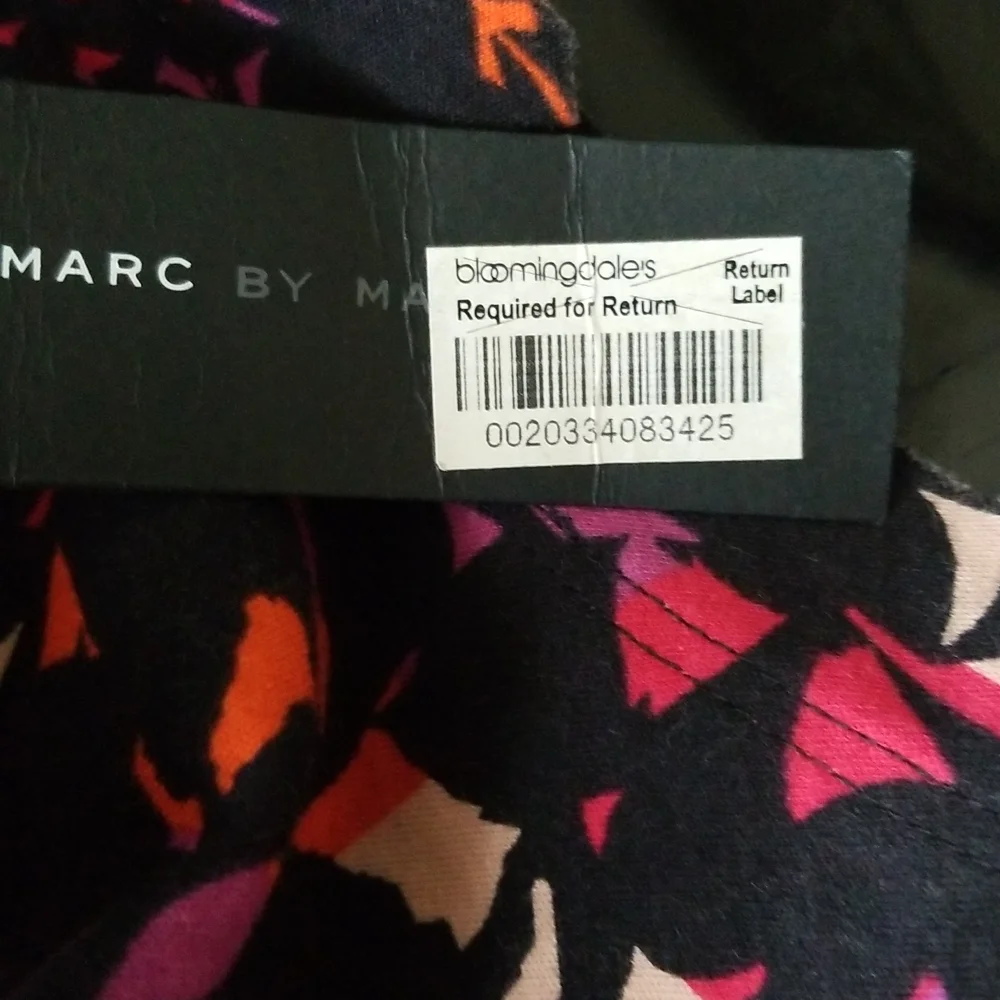 MARC BY MA
bloomingdale's
Return
Label
Required for Return
0020334083425